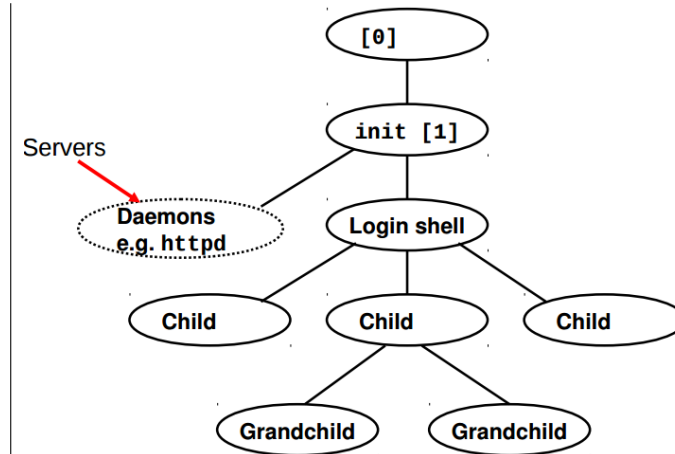 [0]
init [1]
Servers
Daemons
e.g. httpd
Login shell
Child
Child
Child
Grandchild
Grandchild